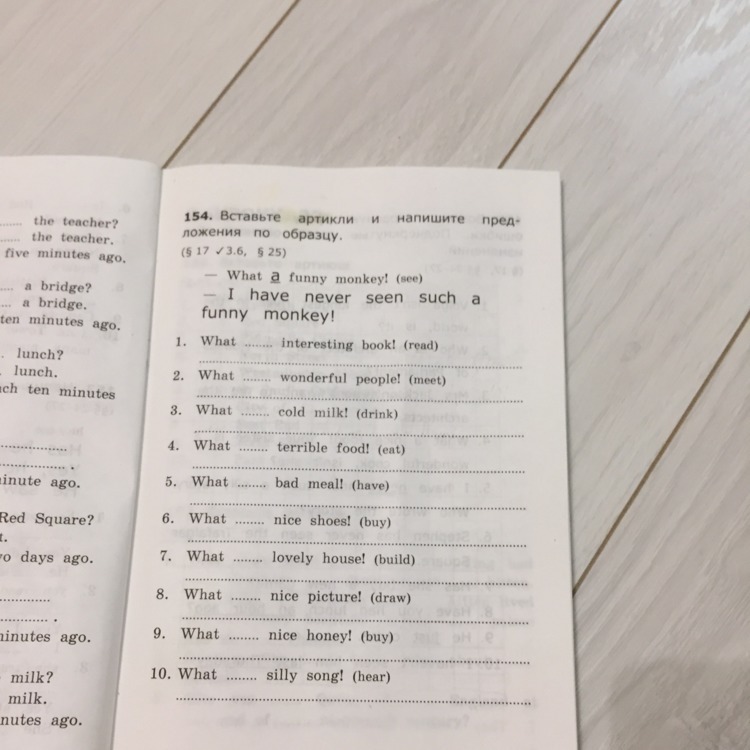 ..... the teacher?
..... the teacher.
five minutes ago.
... a bridge?
... a bridge.
ten minutes ago.
. lunch?
. lunch.
ch ten minutes
inute ago.
Red Square?
t.
o days ago.
inutes ago.
milk?
milk.
nutes ago.
154. Вставьте артикли и напишите пред-
ложения по образцу.
(§ 17 ✓3.6, § 25)
— What a funny monkey! (see)
— I have never seen such a
funny monkey!
1. What ........ interesting book! (read)
2. What ........ wonderful people! (meet)
3. What ........ cold milk! (drink)
4. What ........ terrible food! (eat)
5. What ........ bad meal! (have)
6. What ........ nice shoes! (buy)
7. What ........ lovely house! (build)
8. What ........ nice picture! (draw)
9. What ........ nice honey! (buy)
10. What ........ silly song! (hear)